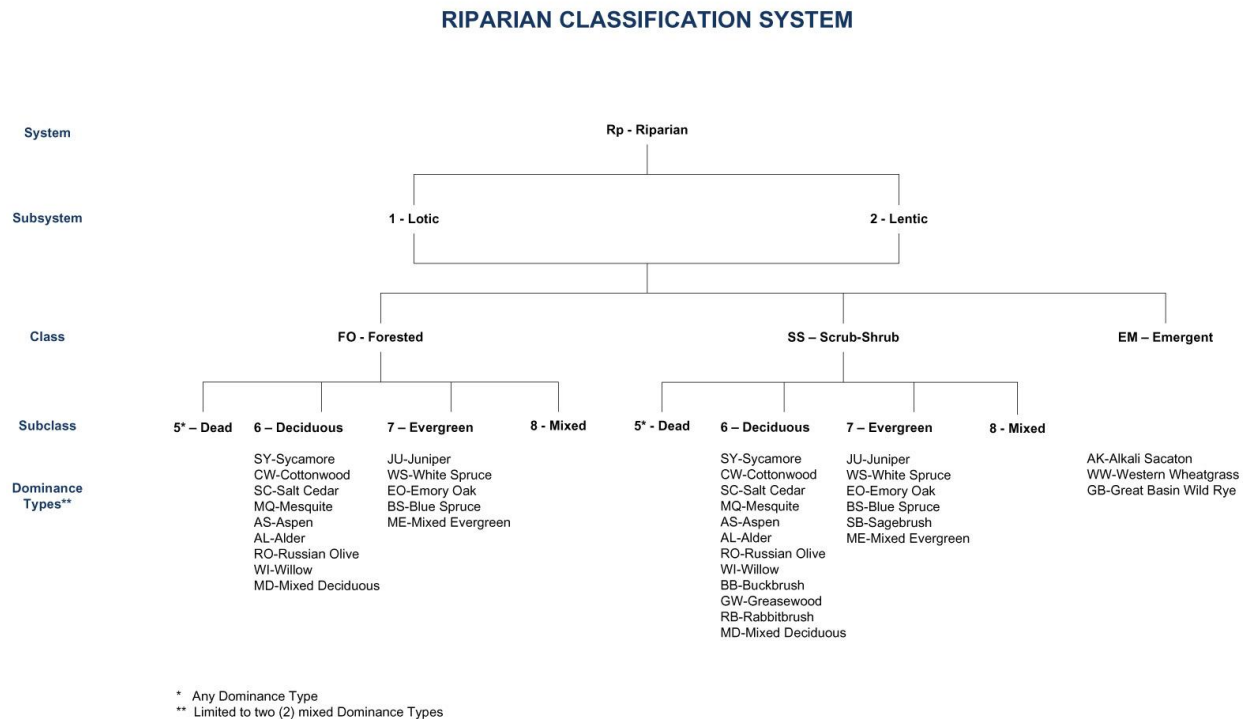 RIPARIAN CLASSIFICATION SYSTEM
System
Rp - Riparian
Subsystem
1 - Lotic
2 - Lentic
Class
FO - Forested
SS – Scrub-Shrub
EM – Emergent
Subclass
5* – Dead
6 – Deciduous
7 – Evergreen
8 - Mixed
5* - Dead
6 – Deciduous
7 – Evergreen
8 - Mixed
Dominance
Types**
SY-Sycamore
CW-Cottonwood
SC-Salt Cedar
MQ-Mesquite
AS-Aspen
AL-Alder
RO-Russian Olive
WI-Willow
MD-Mixed Deciduous
JU-Juniper
WS-White Spruce
EO-Emory Oak
BS-Blue Spruce
ME-Mixed Evergreen
SY-Sycamore
CW-Cottonwood
SC-Salt Cedar
MQ-Mesquite
AS-Aspen
AL-Alder
RO-Russian Olive
WI-Willow
BB-Buckbrush
GW-Greasewood
RB-Rabbitbrush
MD-Mixed Deciduous
JU-Juniper
WS-White Spruce
EO-Emory Oak
BS-Blue Spruce
SB-Sagebrush
ME-Mixed Evergreen
AK-Alkali Sacaton
WW-Western Wheatgrass
GB-Great Basin Wild Rye
* Any Dominance Type
** Limited to two (2) mixed Dominance Types